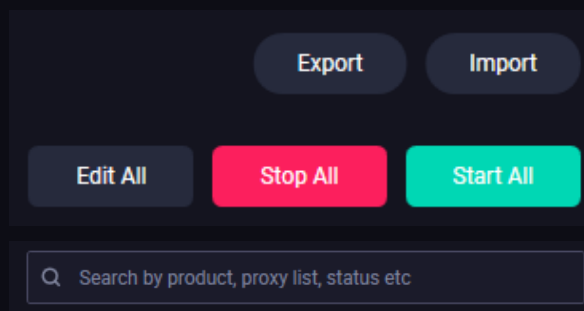 Export Import
Edit All Stop All Start All
Search by product, proxy list, status etc